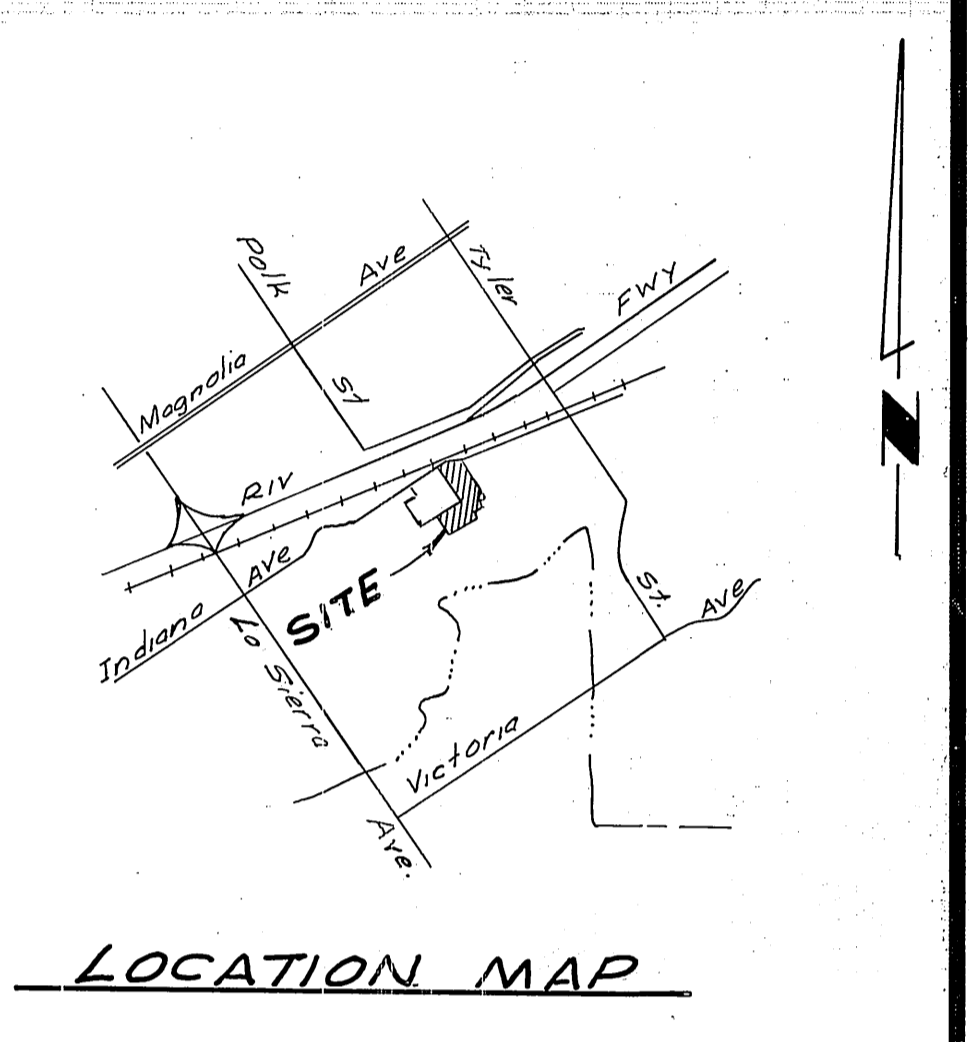 Polk
St
Magnolia Ave
Tyler
St.
RIV FWY
Indiana Ave
SITE
La Sierra Ave.
Victoria Ave
N
LOCATION MAP